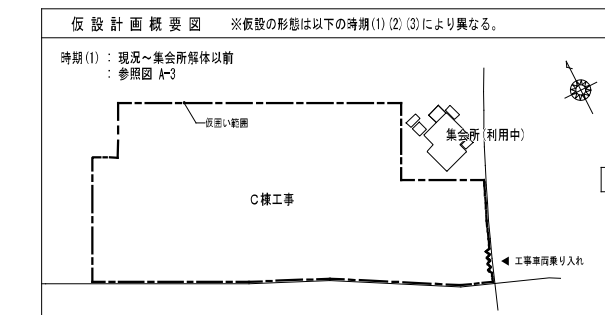 仮設計画概要図 ※仮設の形態は以下の時期(1)(2)(3)により異なる。
時期(1) : 現況～集会所解体以前
: 参照図 A-3
仮囲い範囲
集会所(利用中)
C棟工事
工事車両乗り入れ